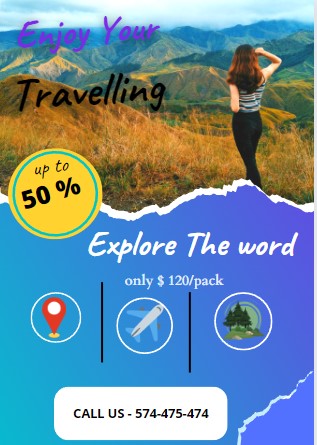 Enjoy Your
Travelling
up to
50 %
Explore The word
only $ 120/pack
CALL US - 574-475-474